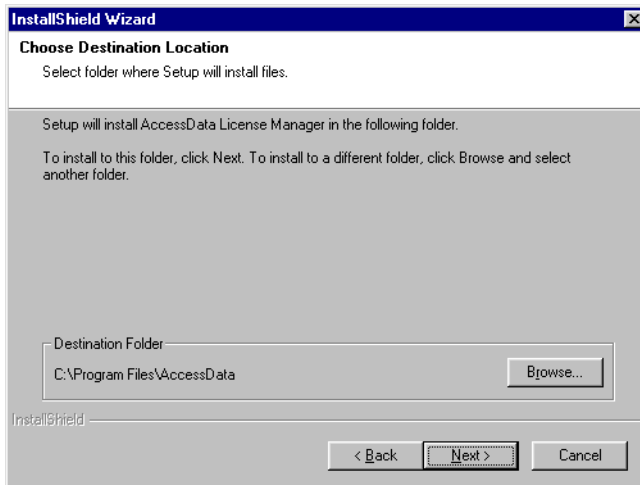 InstallShield Wizard
Choose Destination Location
Select folder where Setup will install files.
Setup will install AccessData License Manager in the following folder.
To install to this folder, click Next. To install to a different folder, click Browse and select
another folder.
Destination Folder
C:\Program Files\AccessData
Browse...
InstallShield
< Back
Next >
Cancel